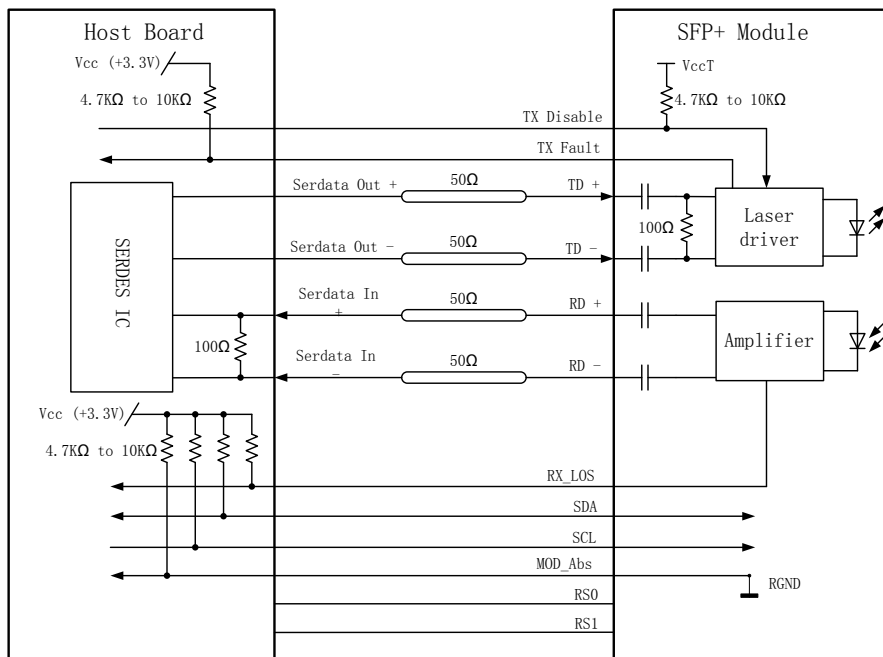 Host Board
SFP+ Module
Vcc (+3.3V)
VccT
4.7KΩ to 10KΩ
4.7KΩ to 10KΩ
TX Disable
TX Fault
Serdata Out +
50Ω
TD +
Laser
driver
100Ω
Serdata Out -
50Ω
TD -
SERDES IC
Serdata In
+
50Ω
RD +
Amplifier
100Ω
Serdata In
-
50Ω
RD -
Vcc (+3.3V)
4.7KΩ to 10KΩ
RX_LOS
SDA
SCL
MOD_Abs
RGND
RS0
RS1